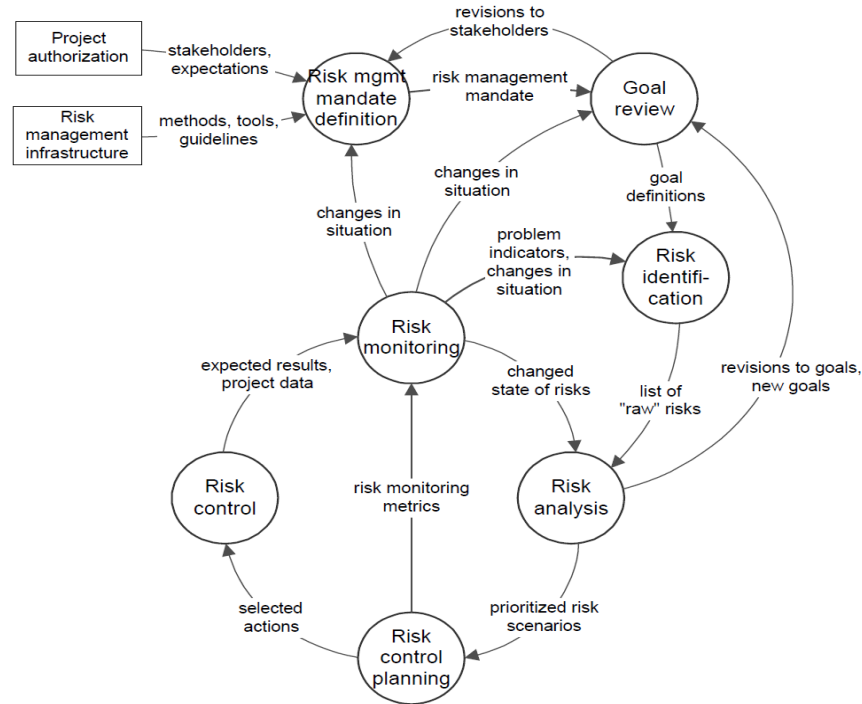 Project
authorization
stakeholders,
expectations
revisions to
stakeholders
Risk mgmt
mandate
definition
risk management
mandate
Goal
review
Risk
management
infrastructure
methods, tools,
guidelines
changes in
situation
changes in
situation
goal
definitions
problem
indicators,
changes in
situation
Risk
identifi-
cation
Risk
monitoring
expected results,
project data
changed
state of risks
list of
"raw" risks
revisions to goals,
new goals
Risk
control
risk monitoring
metrics
Risk
analysis
selected
actions
prioritized risk
scenarios
Risk
control
planning